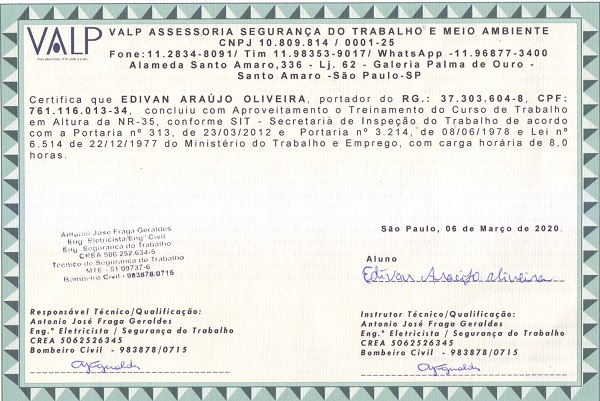 VALP
VALP ASSESSORIA SEGURANÇA DO TRABALHO E MEIO AMBIENTE
CNPJ 10.809.814 / 0001-25
Fone:11.2834-8091/ Tim 11.98353-9017/ WhatsApp -11.96877-3400
Alameda Santo Amaro,336 - Lj. 62 - Galeria Palma de Ouro -
Santo Amaro -São Paulo-SP
Certifica que EDIVAN ARAÚJO OLIVEIRA, portador do RG.: 37.303.604-8, CPF:
761.116.013-34, concluiu com Aproveitamento o Treinamento do Curso de Trabalho
em Altura da NR-35, conforme SIT - Secretaria de Inspeção do Trabalho de acordo
com a Portaria nº 313, de 23/03/2012 e Portaria nº 3.214, de 08/06/1978 e Lei nº
6.514 de 22/12/1977 do Ministério do Trabalho e Emprego, com carga horária de 8,0
horas.
São Paulo, 06 de Março de 2020.
Antonio José Fraga Geraldes
Engº Eletricista/Engº Civil
Engº Segurança do Trabalho
CREA 506.252.634-5
Técnico de Segurança do Trabalho
MTE - 51/09737-6
Bombeiro Civil - 983878/0715
Aluno
Edivan Araújo Oliveira
Responsável Técnico/Qualificação:
Antonio José Fraga Geraldes
Eng.º Eletricista / Segurança do Trabalho
CREA 5062526345
Bombeiro Civil - 983878/0715
Instrutor Técnico/Qualificação:
Antonio José Fraga Geraldes
Eng.º Eletricista / Segurança do Trabalho
CREA 5062526345
Bombeiro Civil - 983878/0715